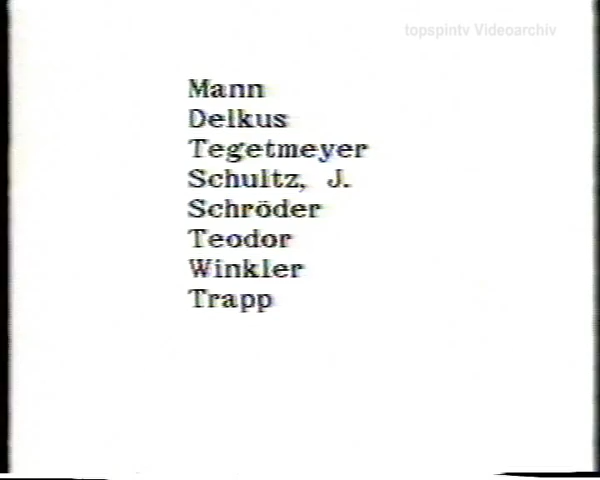 topspintv Videoarchiv
Mann
Delkus
Tegetmeyer
Schultz, J.
Schröder
Teodor
Winkler
Trapp